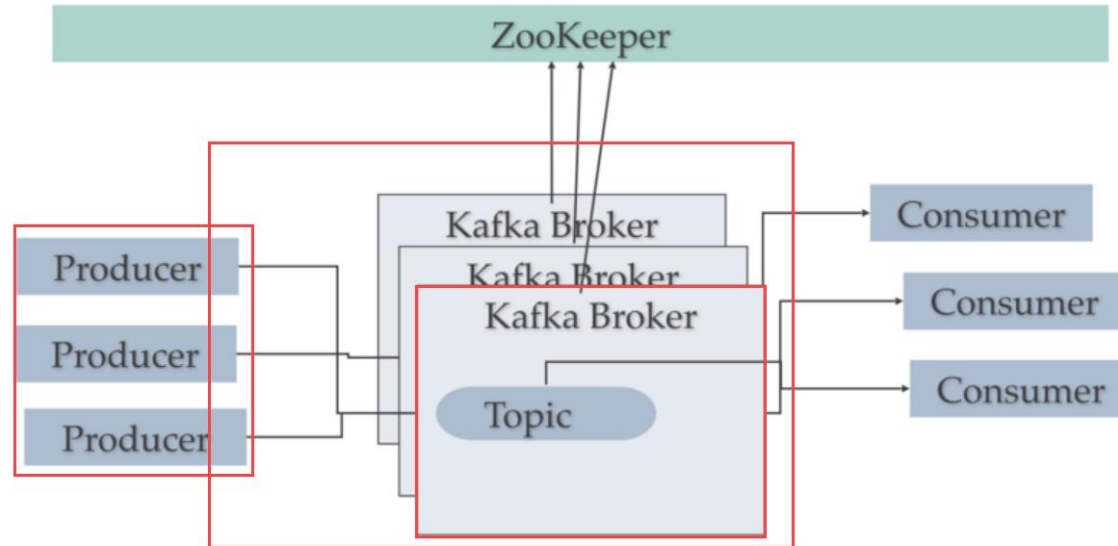 ZooKeeper
Kafka Broker
Kafka Broker
Kafka Broker
Producer
Producer
Producer
Topic
Consumer
Consumer
Consumer